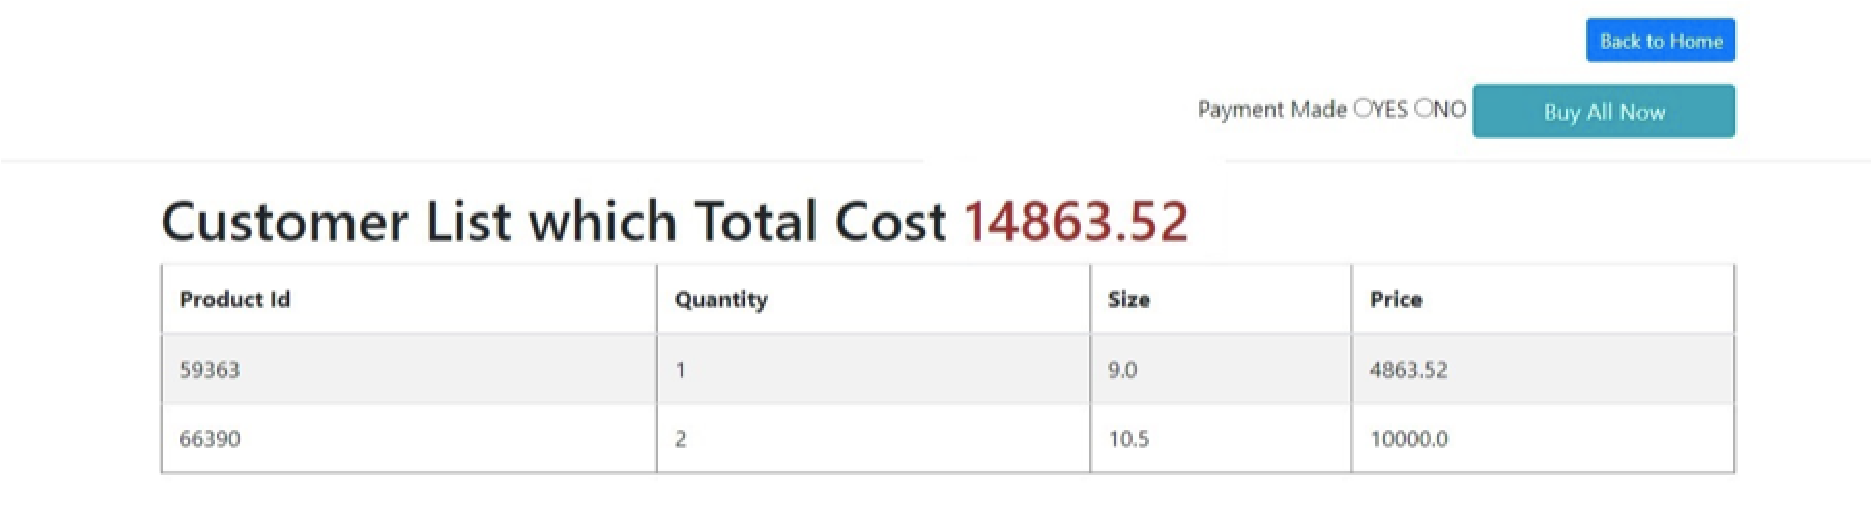 Back to Home
Payment Made YES NO Buy All Now
Customer List which Total Cost 14863.52
Product Id Quantity Size Price
59363 1 9.0 4863.52
66390 2 10.5 10000.0